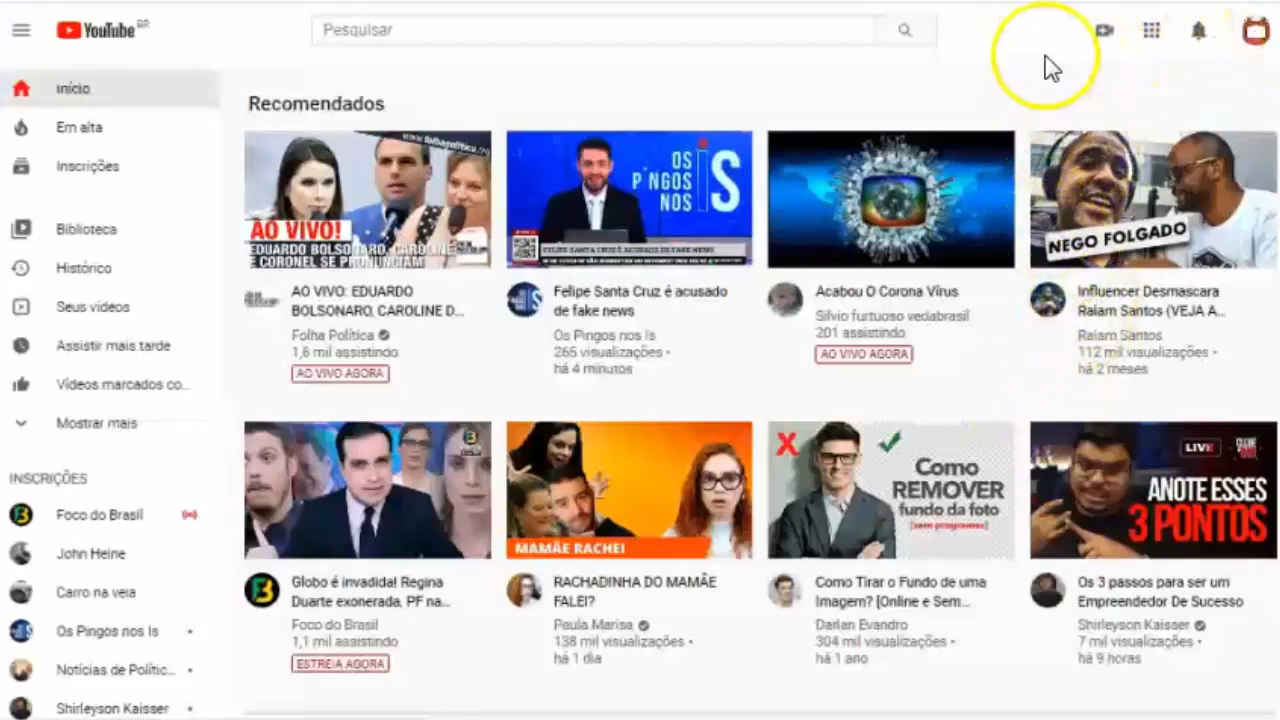 YouTube BR
Pesquisar
Início
Em alta
Inscrições
Biblioteca
Histórico
Seus vídeos
Assistir mais tarde
Vídeos marcados co...
Mostrar mais
INSCRIÇÕES
Foco do Brasil
John Heine
Carro na veia
Os Pingos nos Is
Notícias de Polític...
Shirleyson Kaisser
Recomendados
AO VIVO!
EDUARDO BOLSONARO, CAROLINE
E CORONEL SE PRONUNCIAM
AO VIVO: EDUARDO
BOLSONARO, CAROLINE D...
Folha Política
1,6 mil assistindo
AO VIVO AGORA
OS
PINGOS
NOS
IS
FELIPE SANTA CRUZ É ACUSADO DE FAKE NEWS
Felipe Santa Cruz é acusado
de fake news
Os Pingos nos Is
265 visualizações •
há 4 minutos
Acabou O Corona Vírus
Silvio furtuoso vedabrasil
201 assistindo
AO VIVO AGORA
NEGO FOLGADO
Influencer Desmascara
Raiam Santos (VEJA A...
Raiam Santos
112 mil visualizações •
há 2 meses
Globo é invadida! Regina
Duarte exonerada, PF na...
Foco do Brasil
1,1 mil assistindo
ESTREIA AGORA
MAMÃE RACHEI
RACHADINHA DO MAMÃE
FALEI?
Paula Marisa
138 mil visualizações •
há 1 dia
X
Como
REMOVER
fundo da foto
[sem programas]
Como Tirar o Fundo de uma
Imagem? [Online e Sem...
Darlan Evandro
304 mil visualizações •
há 1 ano
LIVE
ANOTE ESSES
3 PONTOS
Os 3 passos para ser um
Empreendedor De Sucesso
Shirleyson Kaisser
7 mil visualizações •
há 9 horas